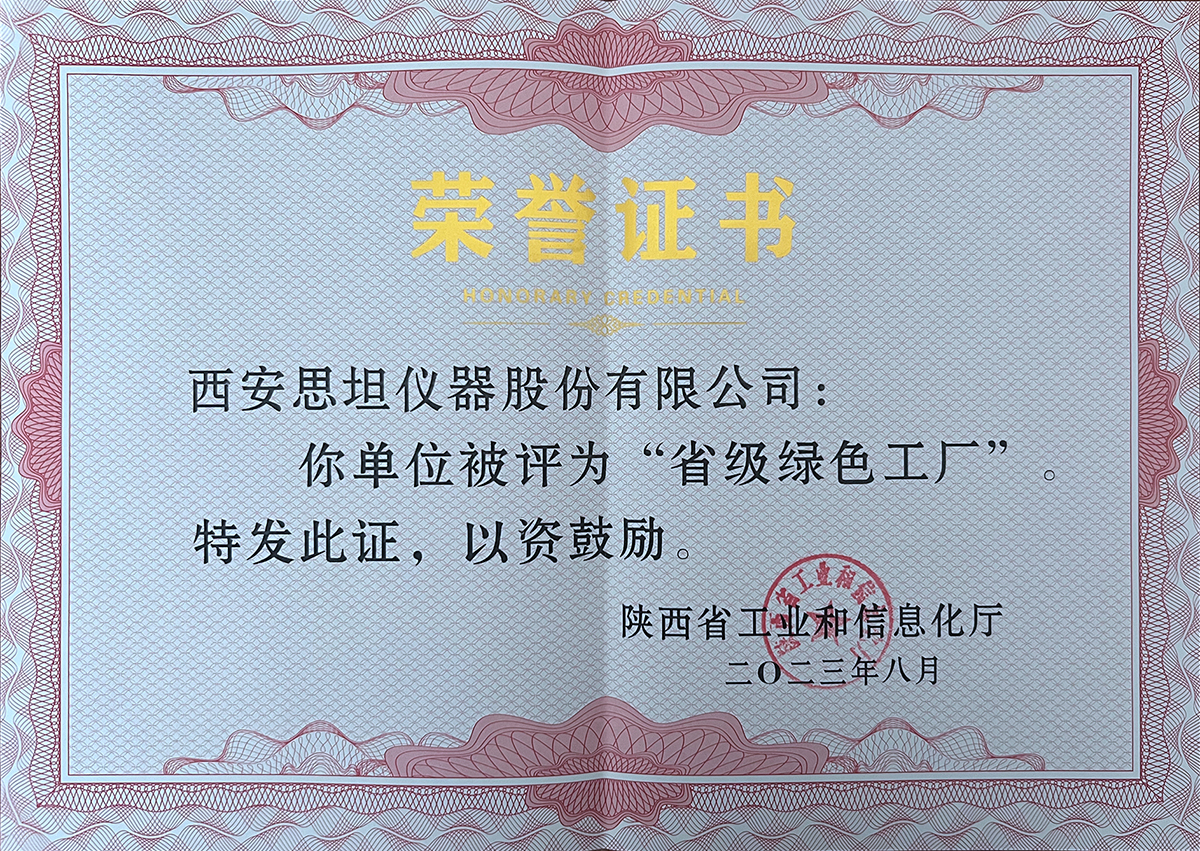 荣誉证书
HONORARY CREDENTIAL
西安思坦仪器股份有限公司：
你单位被评为“省级绿色工厂”。
特发此证，以资鼓励。
陕西省工业和信息化厅
二〇二三年八月